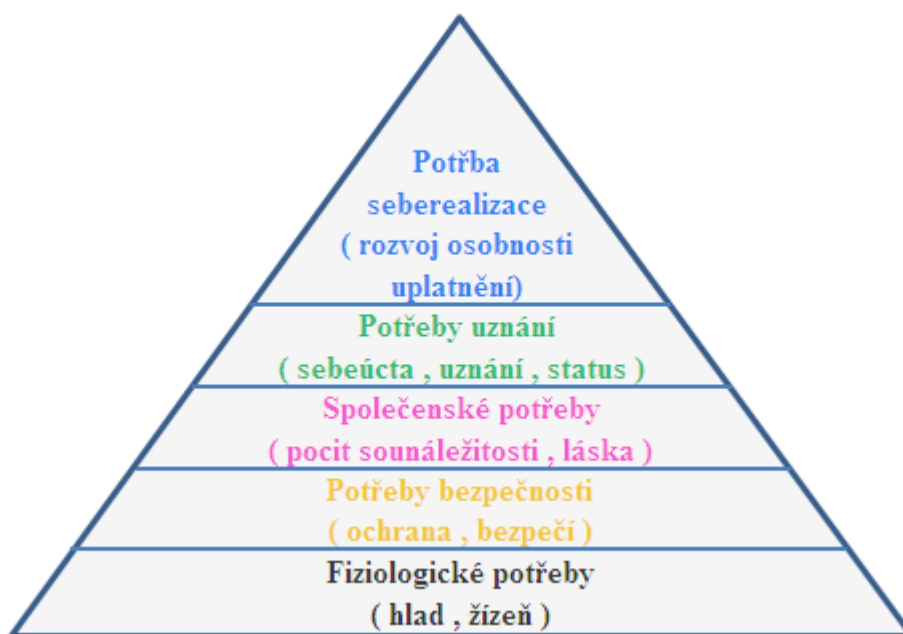 Potřba
seberealizace
( rozvoj osobnosti
uplatnění)
Potřeby uznání
( sebeúcta , uznání , status )
Společenské potřeby
( pocit sounáležitosti , láska )
Potřeby bezpečnosti
( ochrana , bezpečí )
Fiziologické potřeby
( hlad , žízeň )